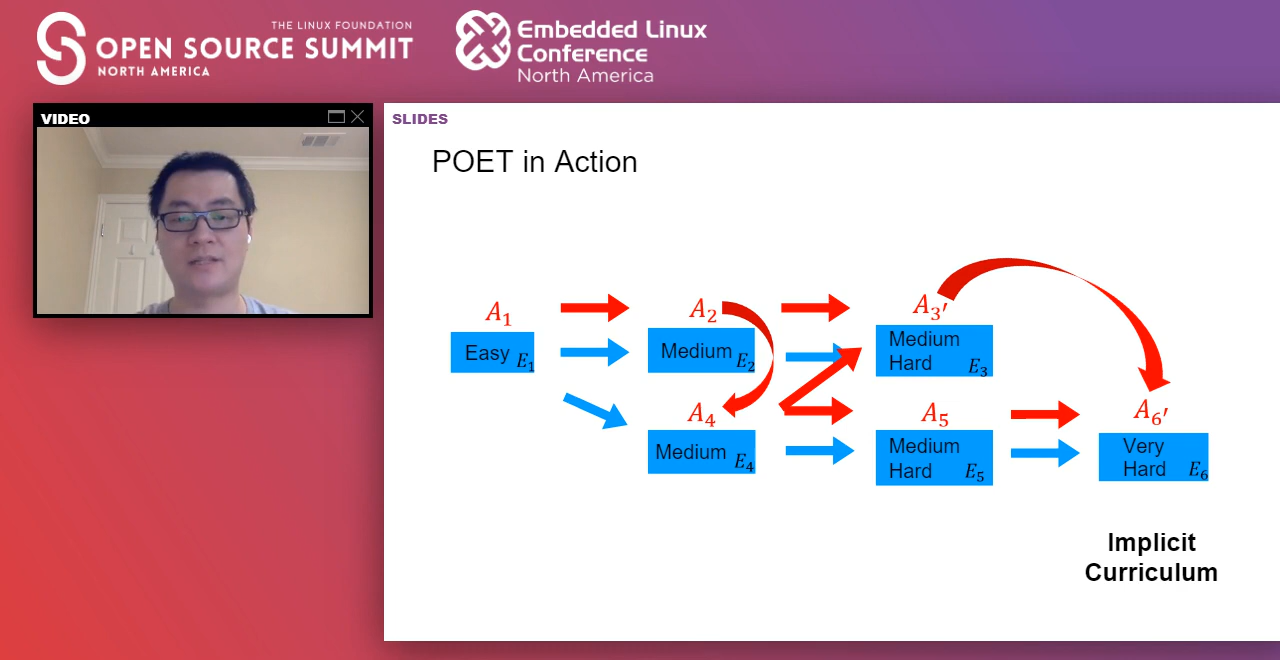 THE LINUX FOUNDATION
OPEN SOURCE SUMMIT
NORTH AMERICA
Embedded Linux
Conference
North America
VIDEO
SLIDES
POET in Action
A₁
A₂
A₃′
Easy E₁
Medium E₂
Medium
Hard E₃
A₄
A₅
A₆′
Medium E₄
Medium
Hard E₅
Very
Hard E₆
Implicit
Curriculum